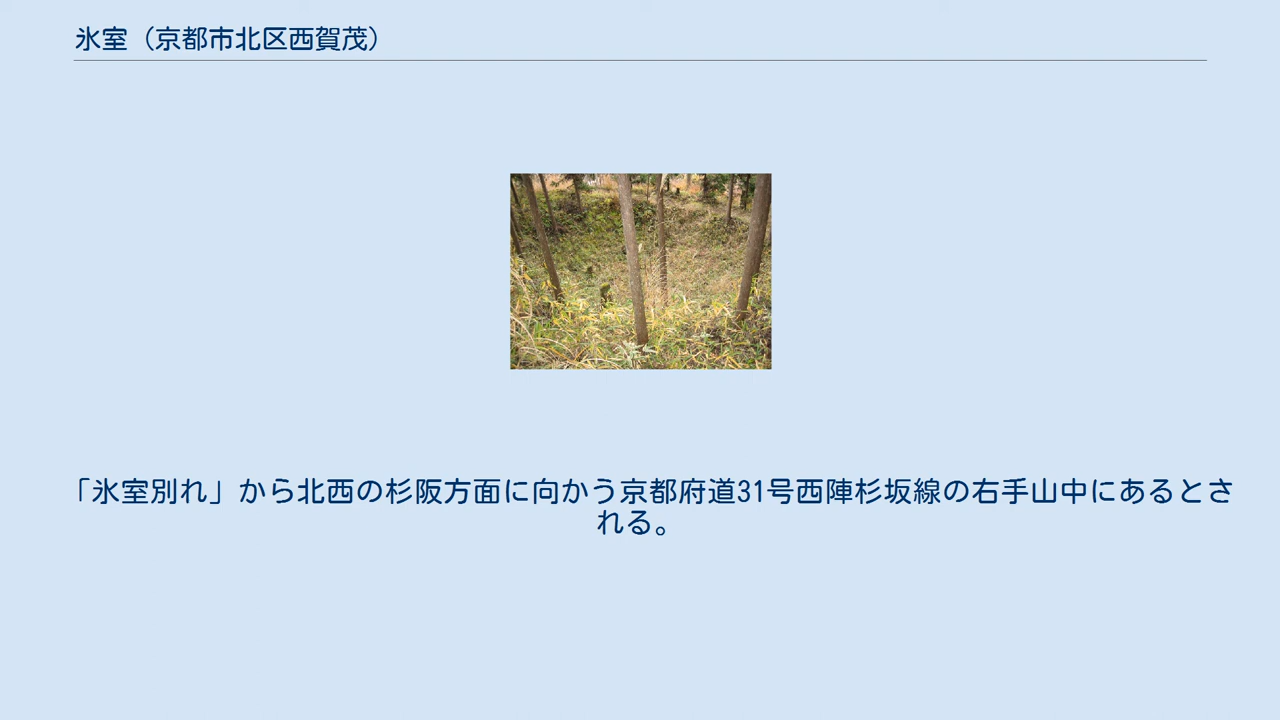 氷室（京都市北区西賀茂）
「氷室別れ」から北西の杉阪方面に向かう京都府道31号西陣杉坂線の右手山中にあるとさ
れる。